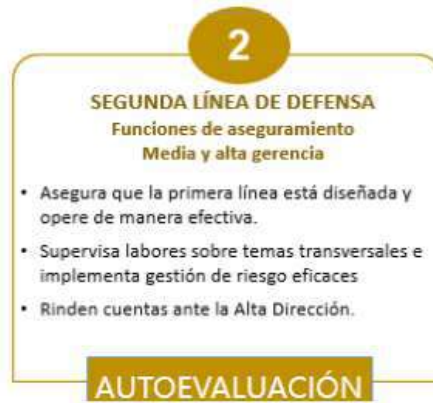 2
SEGUNDA LÍNEA DE DEFENSA
Funciones de aseguramiento
Media y alta gerencia
• Asegura que la primera línea está diseñada y
opere de manera efectiva.
• Supervisa labores sobre temas transversales e
implementa gestión de riesgo eficaces
• Rinden cuentas ante la Alta Dirección.
AUTOEVALUACIÓN